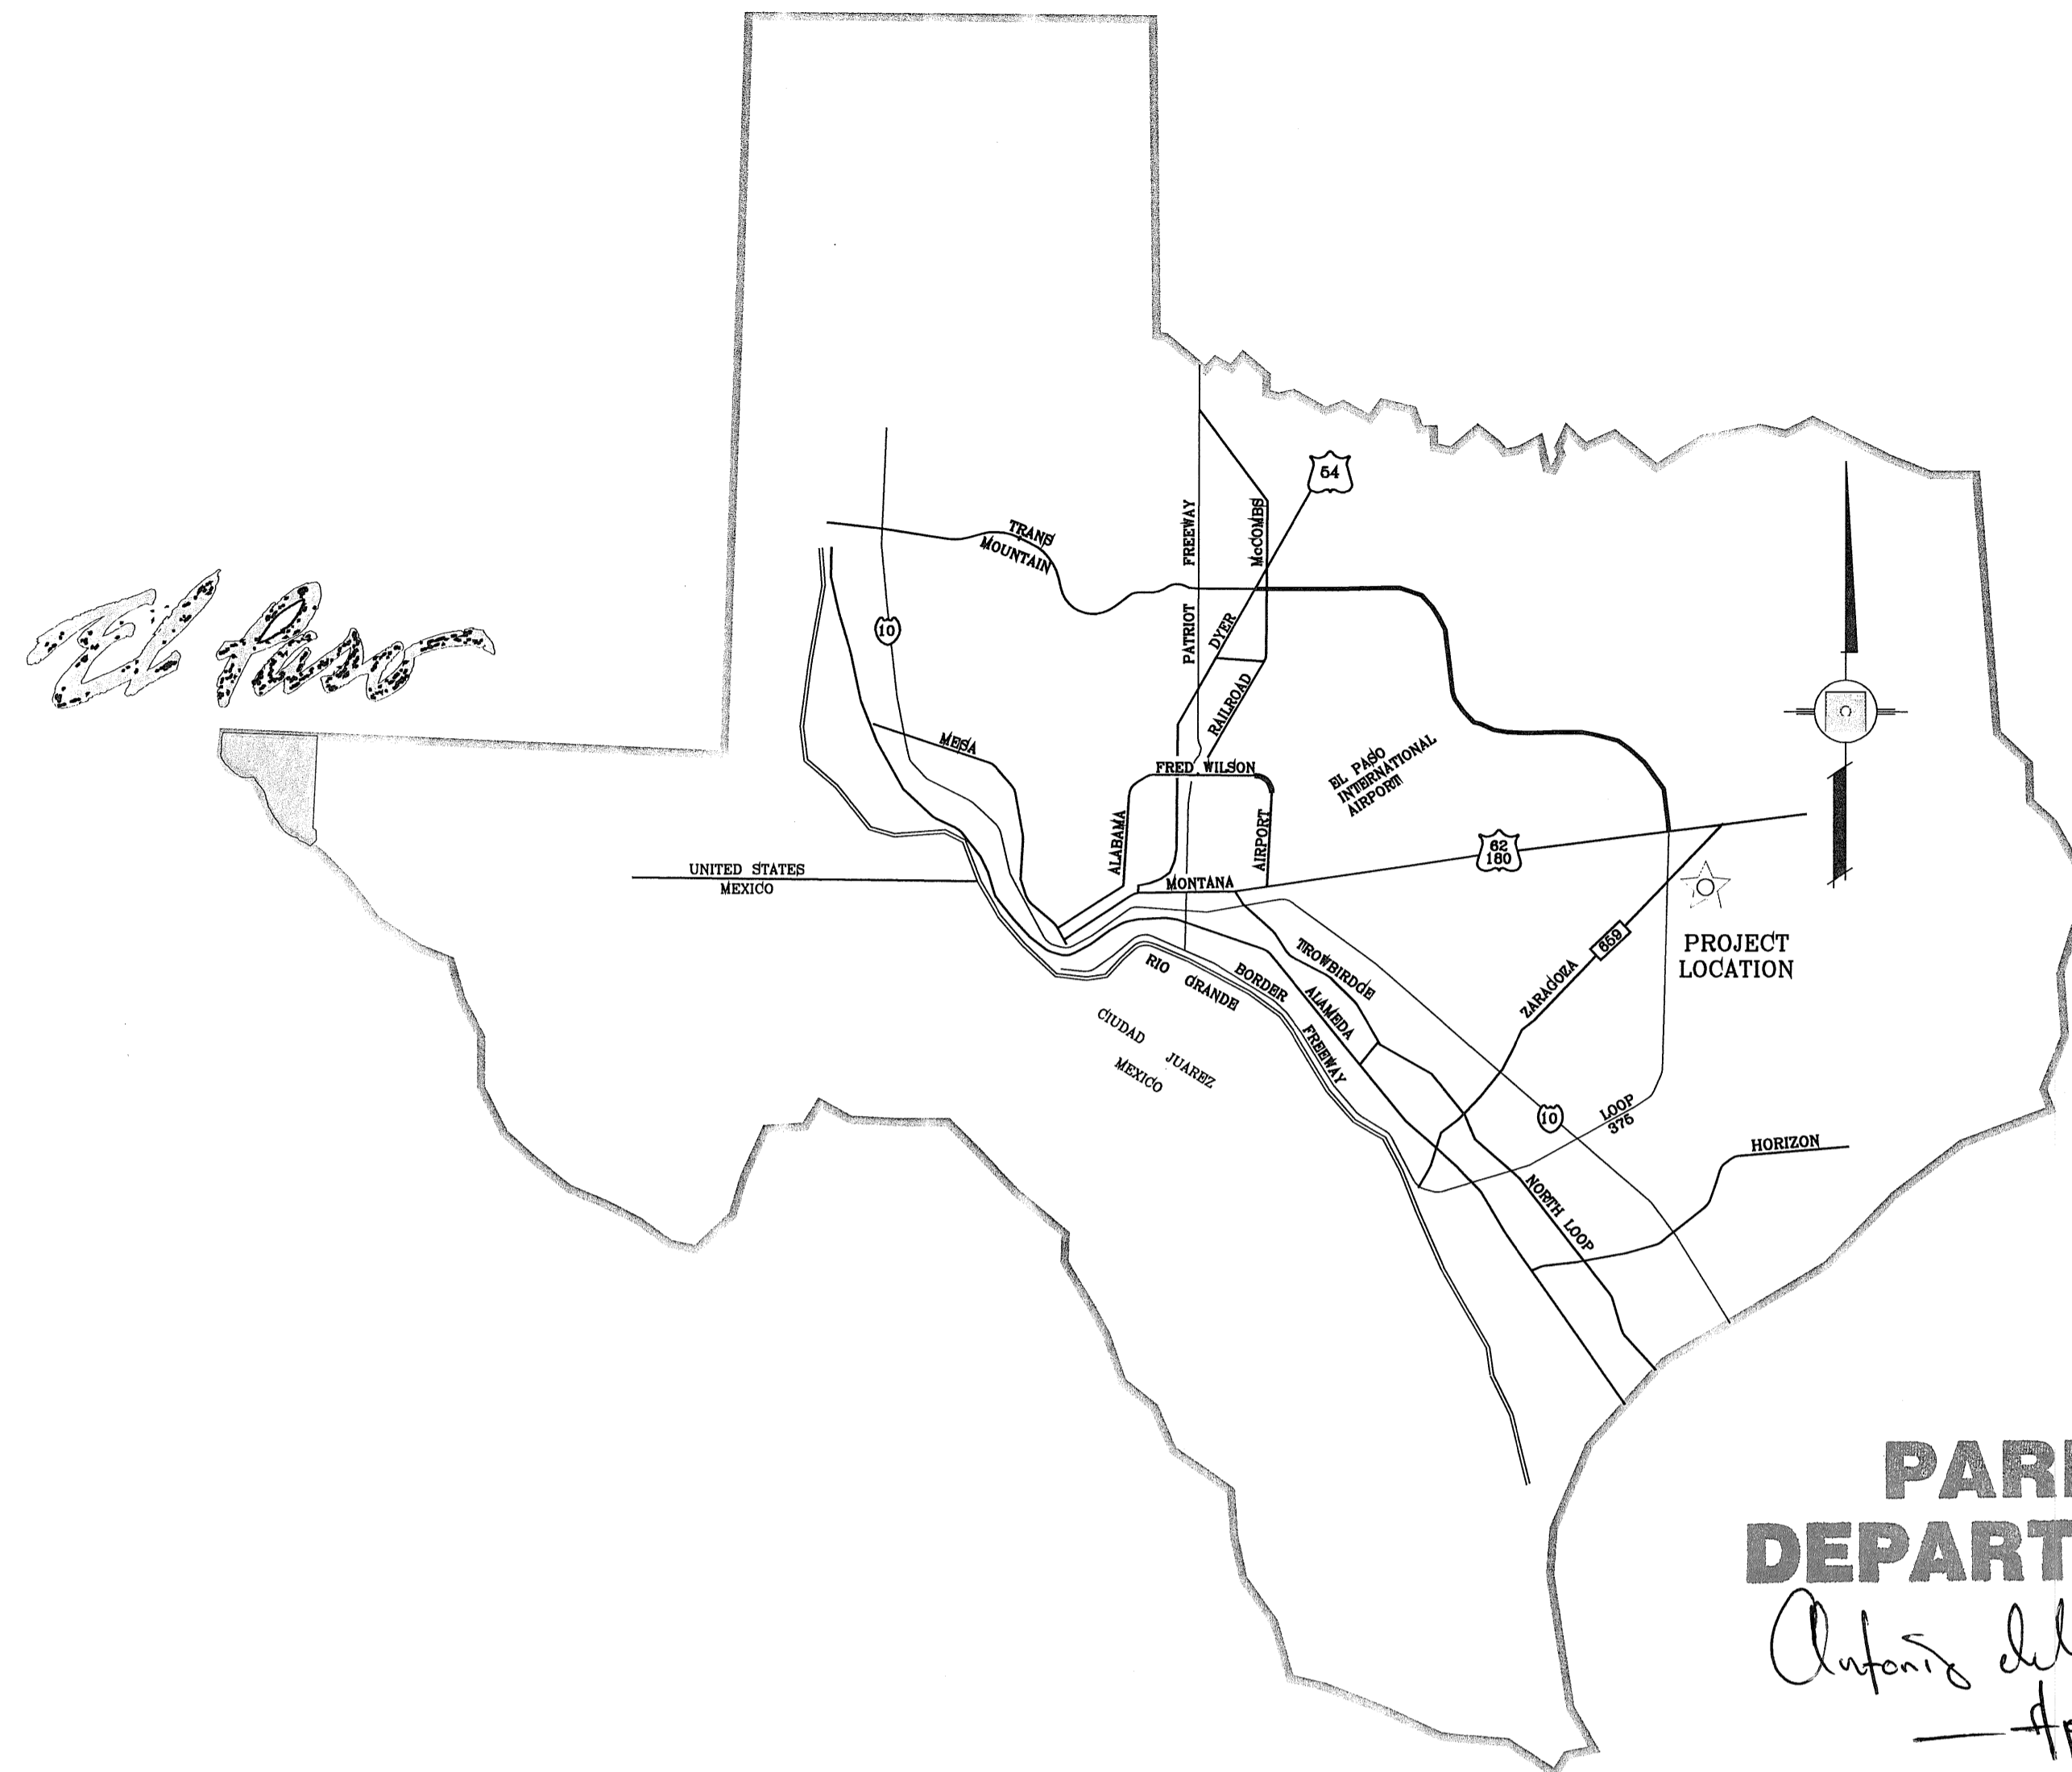 54
TRANS
MOUNTAIN
FREEWAY
McCOMBS
El Paso
10
PATRIOT
DYER
RAILROAD
MESA
FRED WILSON
EL PASO
INTERNATIONAL
AIRPORT
ALABAMA
AIRPORT
62
180
UNITED STATES
MEXICO
MONTANA
PROJECT
LOCATION
659
ZARAGOZA
TROWBIRDGE
RIO GRANDE
BORDER
FREEWAY
ALAMEDA
CIUDAD JUAREZ
MEXICO
10
LOOP
375
HORIZON
NORTH LOOP
DEPART
Antonio